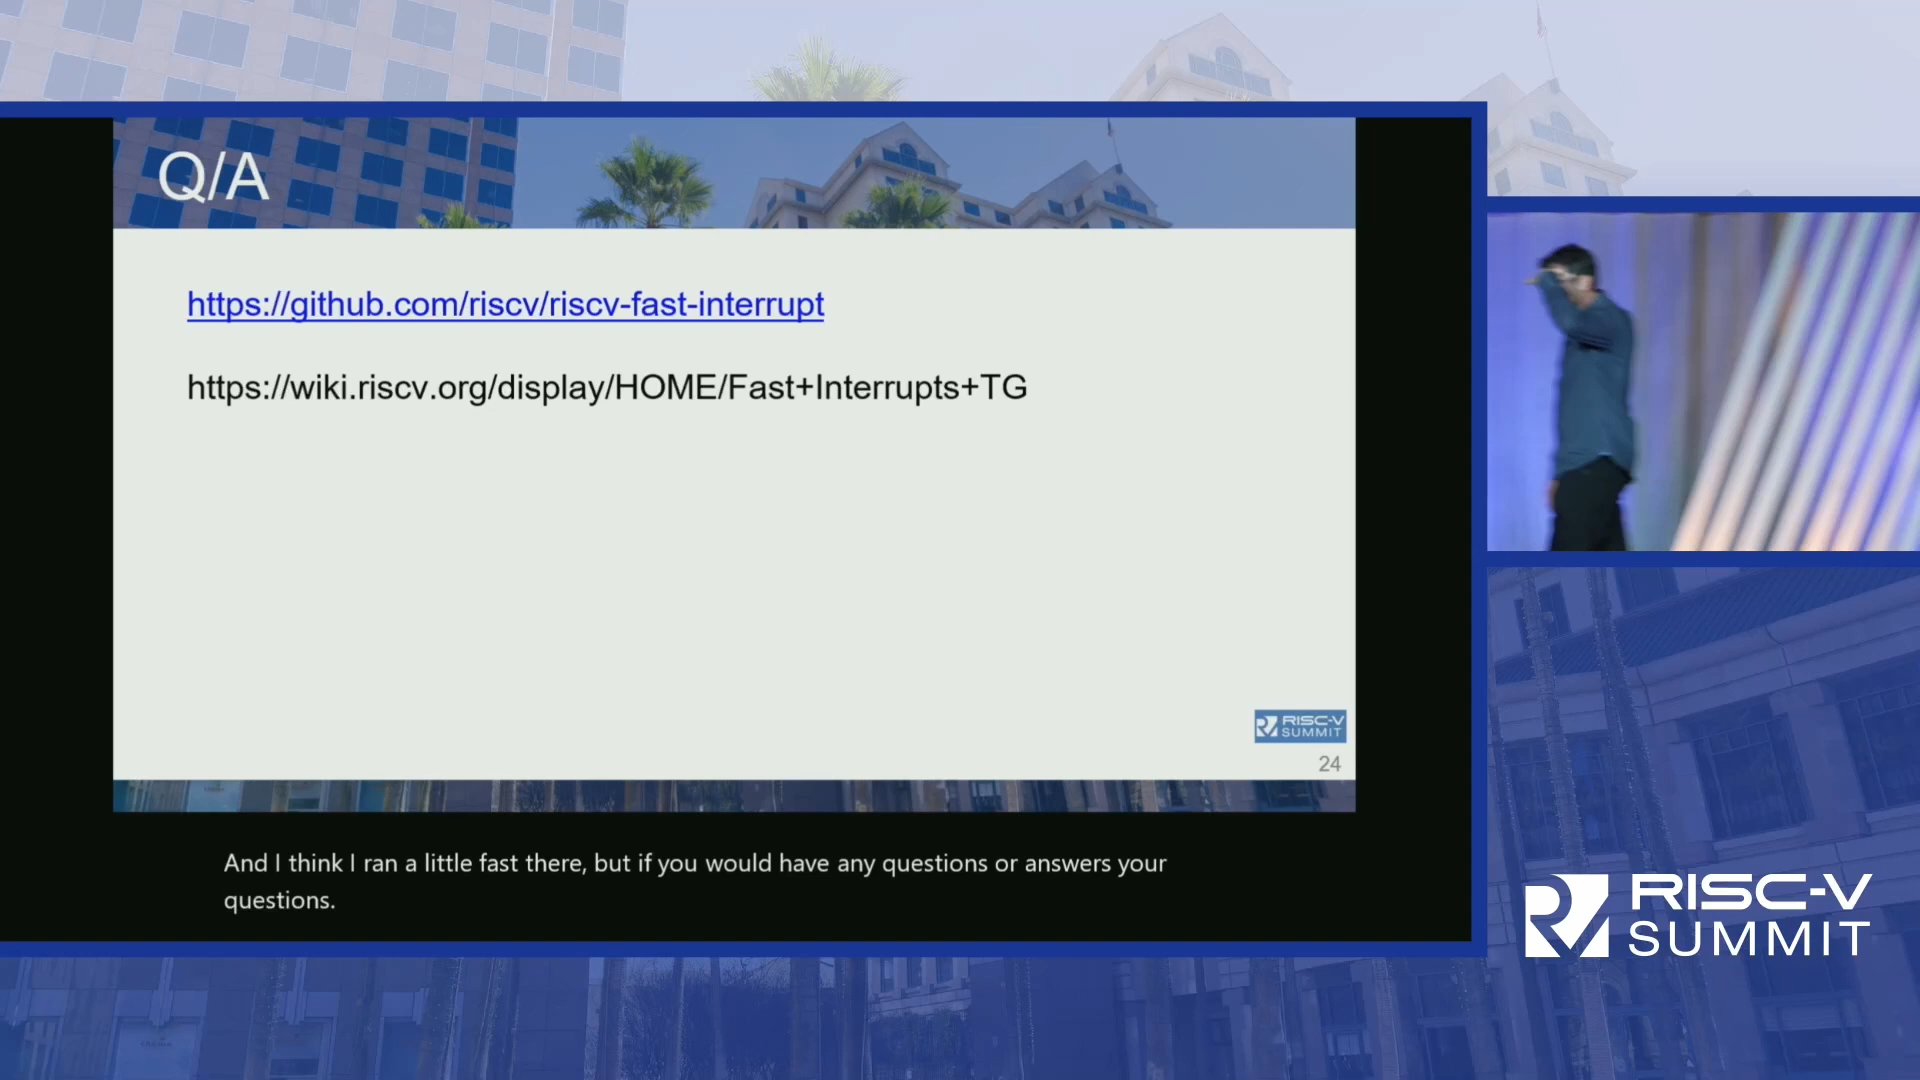 Q/A
https://github.com/riscv/riscv-fast-interrupt
https://wiki.riscv.org/display/HOME/Fast+Interrupts+TG
RISC-V
SUMMIT
24
And I think I ran a little fast there, but if you would have any questions or answers your
questions.
RISC-V
SUMMIT